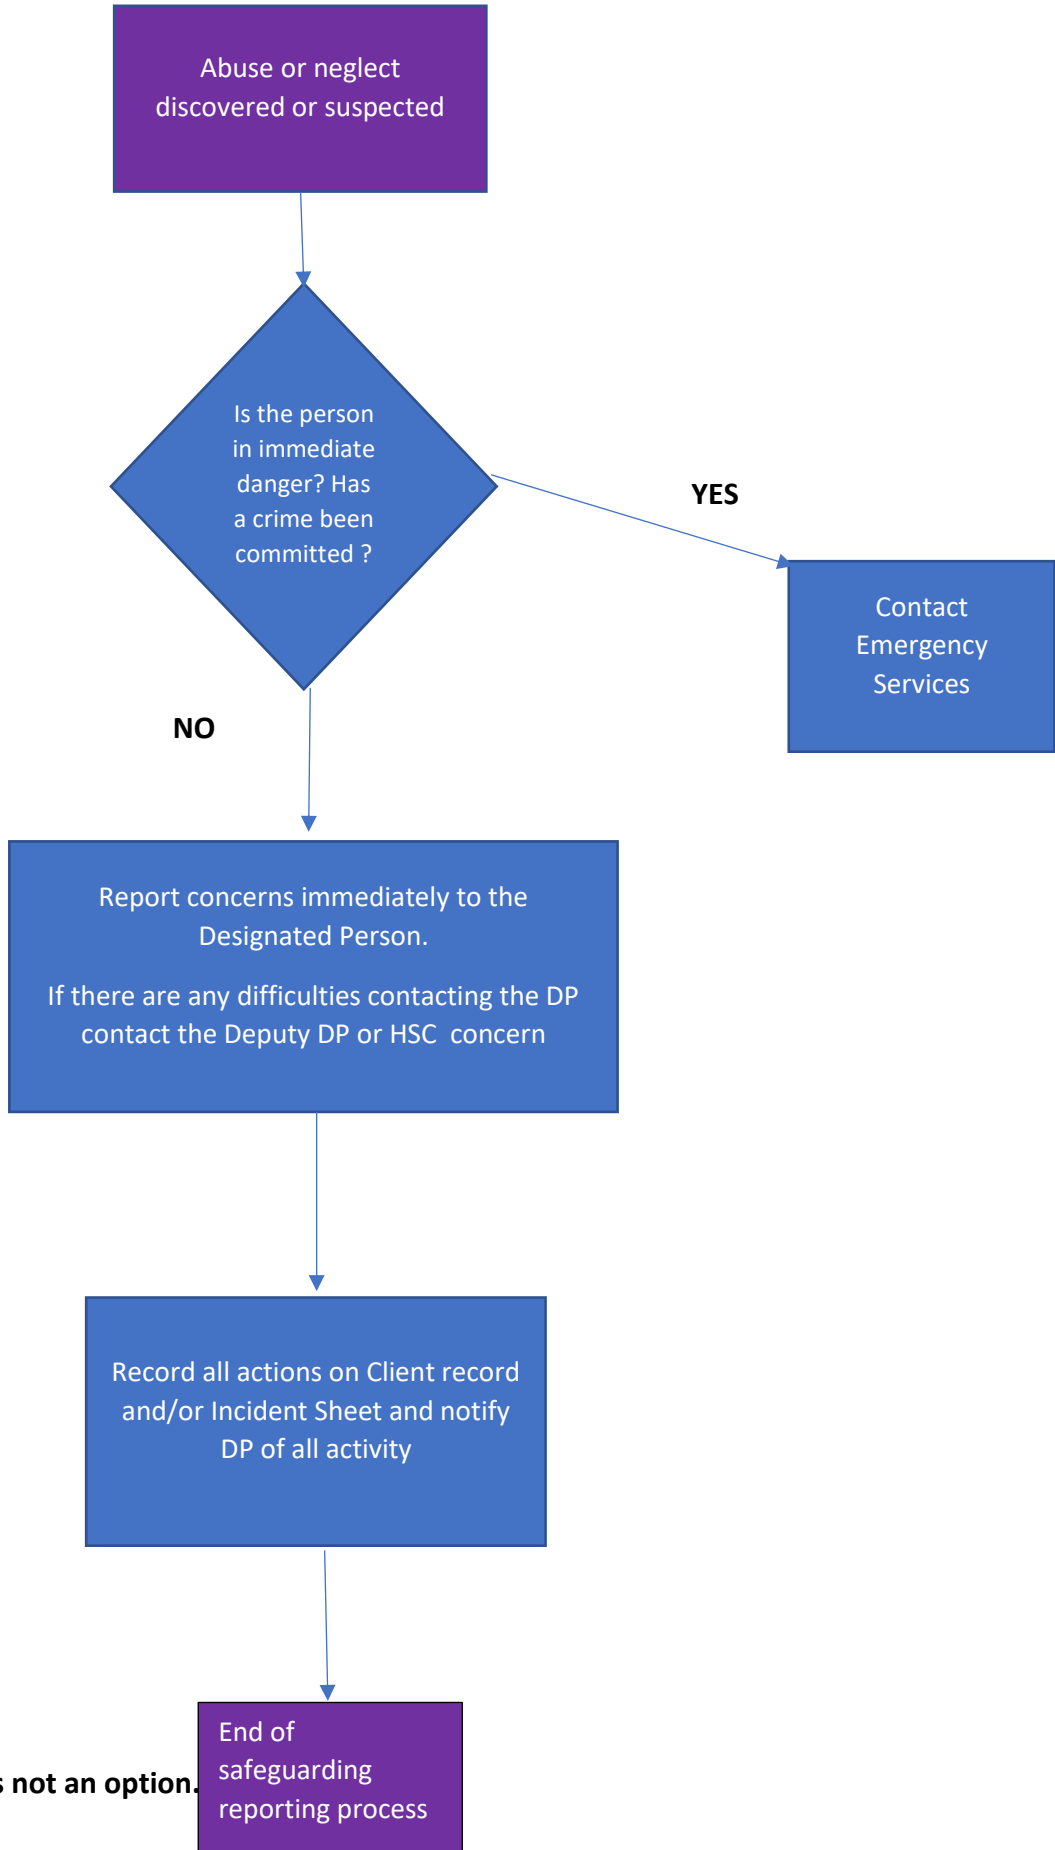 Abuse or neglect
discovered or suspected
Is the person
in immediate
danger? Has
a crime been
committed ?
YES
Contact
Emergency
Services
NO
Report concerns immediately to the
Designated Person.
If there are any difficulties contacting the DP
contact the Deputy DP or HSC  concern
Record all actions on Client record
and/or Incident Sheet and notify
DP of all activity
End of
safeguarding
reporting process
not an option.